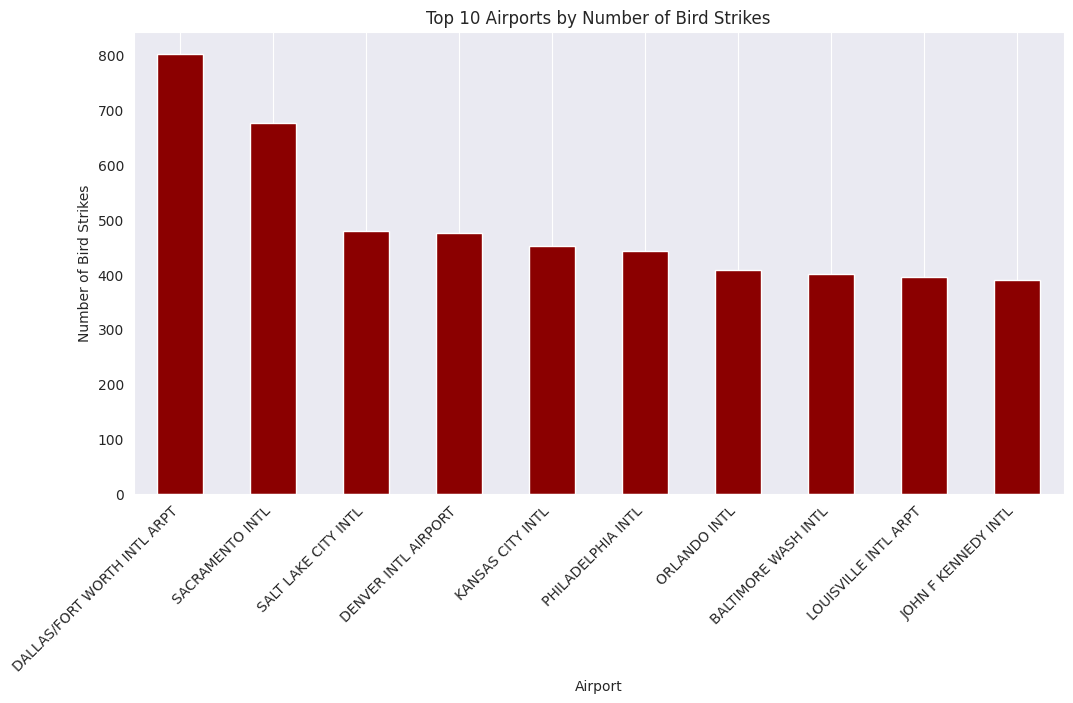 Top 10 Airports by Number of Bird Strikes
800
700
600
500
400
300
200
100
0
Number of Bird Strikes
DALLAS/FORT WORTH INTL ARPT
SACRAMENTO INTL
SALT LAKE CITY INTL
DENVER INTL AIRPORT
KANSAS CITY INTL
PHILADELPHIA INTL
ORLANDO INTL
BALTIMORE WASH INTL
LOUISVILLE INTL ARPT
JOHN F KENNEDY INTL
Airport